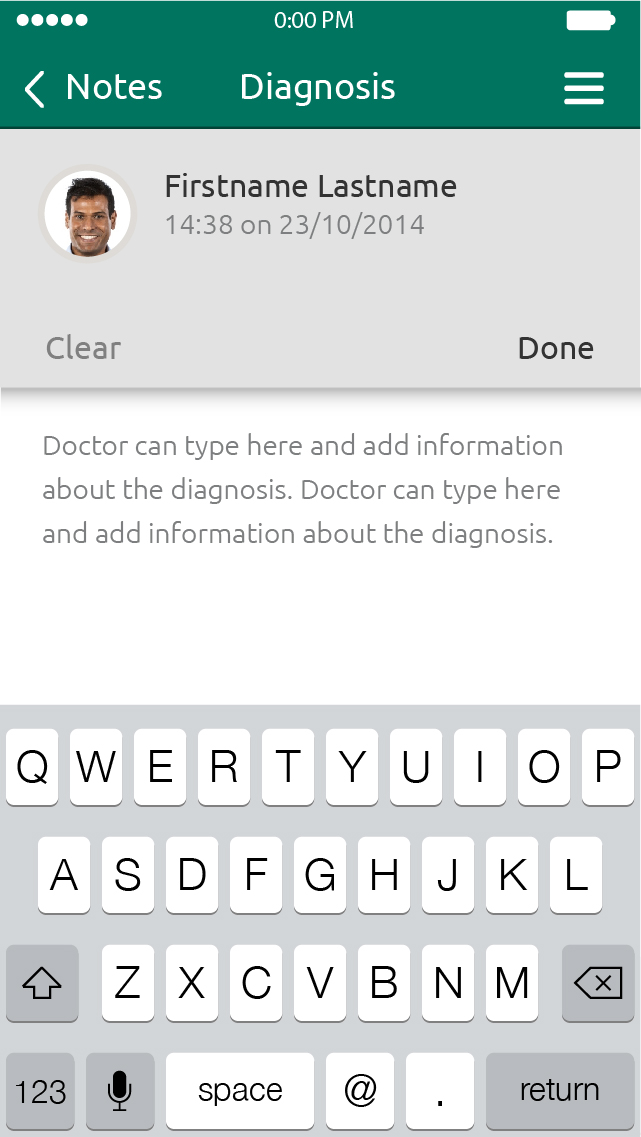 0:00 PM
Notes Diagnosis
Firstname Lastname
14:38 on 23/10/2014
Clear Done
Doctor can type here and add information
about the diagnosis. Doctor can type here
and add information about the diagnosis.
Q W E R T Y U I O P
A S D F G H J K L
Z X C V B N M
123 space @ . return